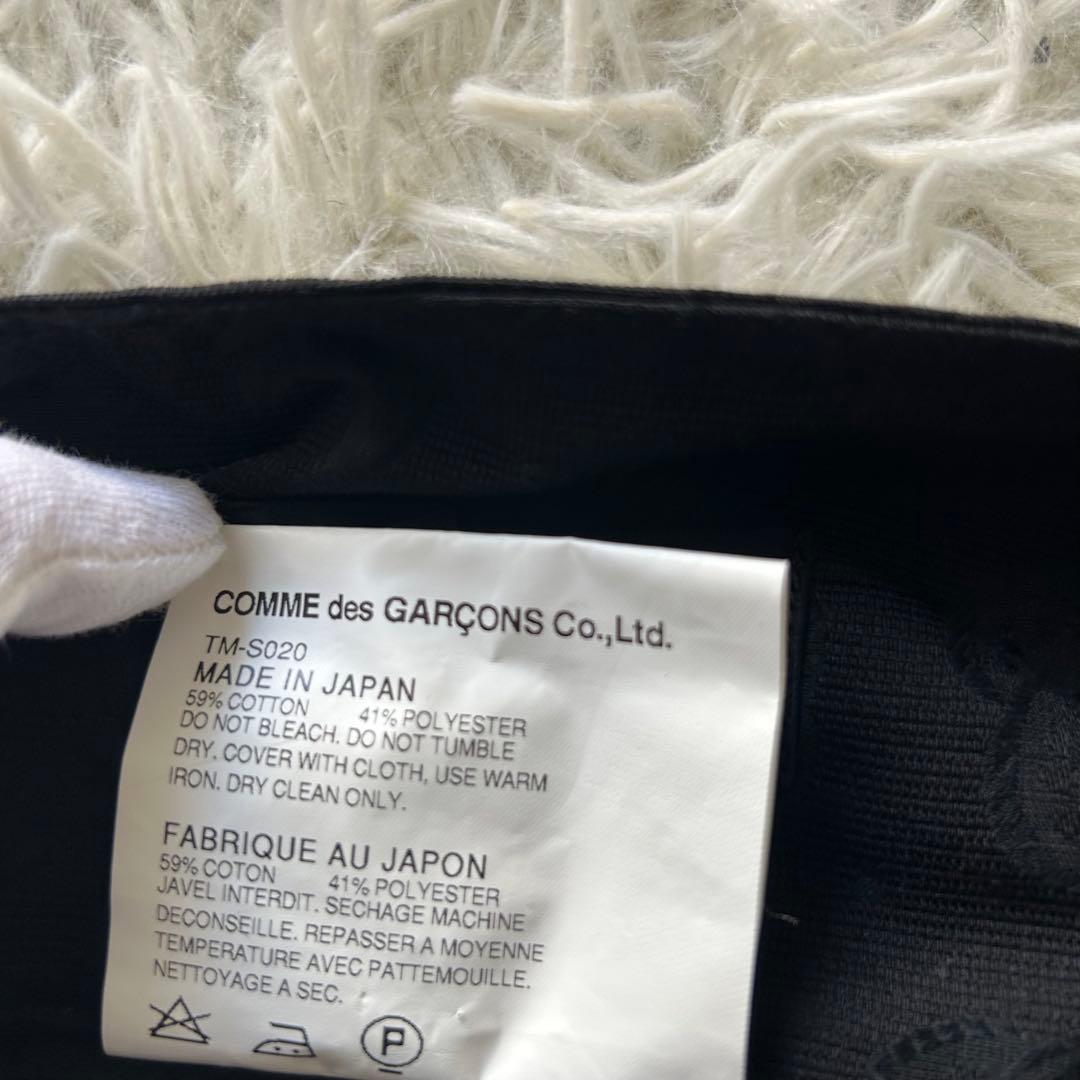 COMME des GARÇONS Co.,Ltd.
TM-S020
MADE IN JAPAN
59% COTTON 41% POLYESTER
DO NOT BLEACH. DO NOT TUMBLE
DRY. COVER WITH CLOTH, USE WARM
IRON. DRY CLEAN ONLY.
FABRIQUE AU JAPON
59% COTON 41% POLYESTER
JAVEL INTERDIT. SECHAGE MACHINE
DECONSEILLE. REPASSER A MOYENNE
TEMPERATURE AVEC PATTEMOUILLE.
NETTOYAGE A SEC.
P